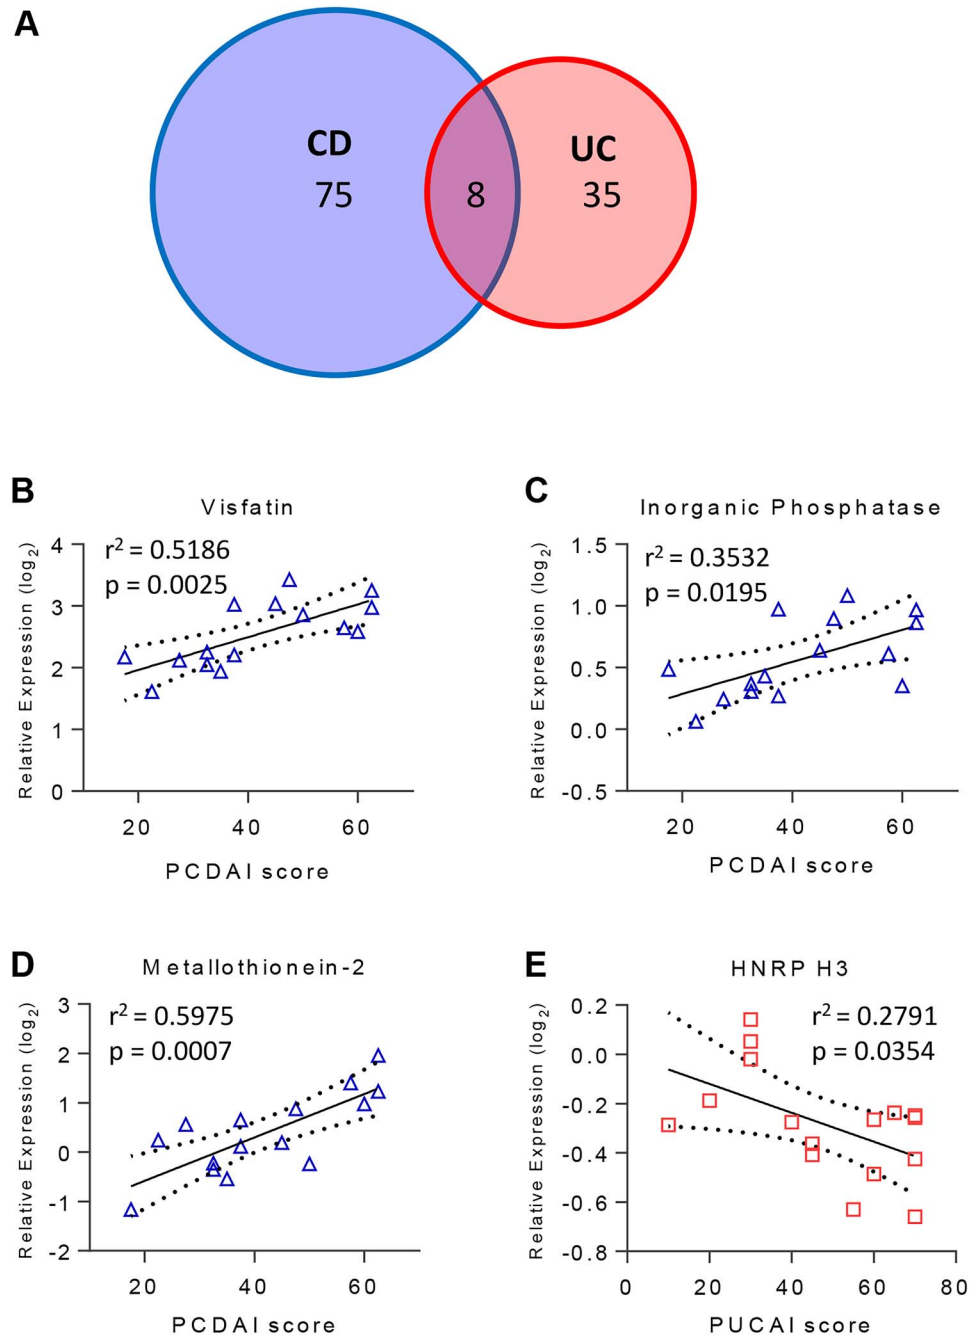 A
CD
75
8
UC
35
B
Visfatin
r² = 0.5186
p = 0.0025
Relative Expression (log₂)
4
3
2
1
0
20 40 60
PCDAI score
C
Inorganic Phosphatase
r² = 0.3532
p = 0.0195
Relative Expression (log₂)
1.5
1.0
0.5
0.0
-0.5
20 40 60
PCDAI score
D
Metallothionein-2
r² = 0.5975
p = 0.0007
Relative Expression (log₂)
3
2
1
0
-1
-2
20 40 60
PCDAI score
E
HNRP H3
r² = 0.2791
p = 0.0354
Relative Expression (log₂)
0.2
0.0
-0.2
-0.4
-0.6
-0.8
0 20 40 60 80
PUCAI score